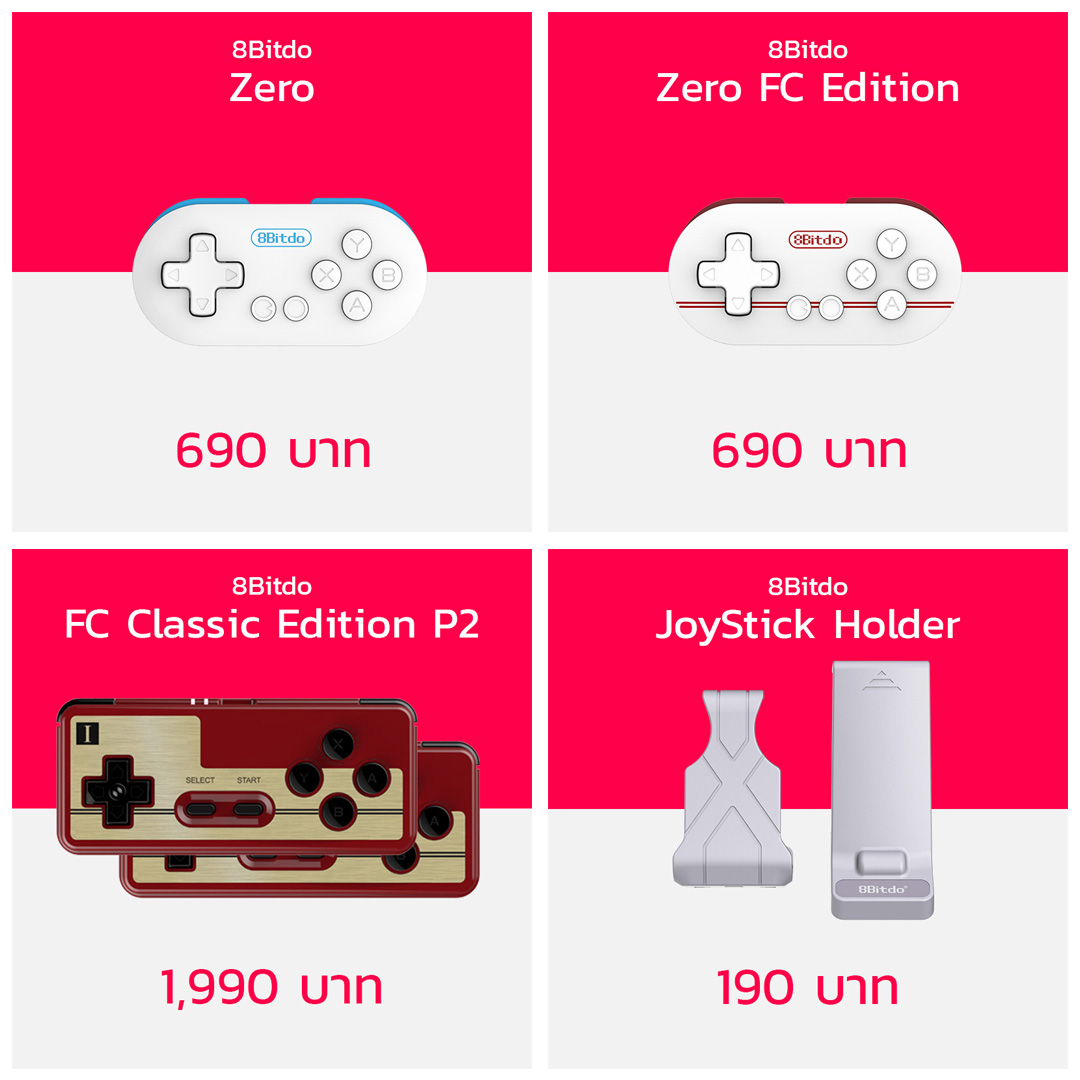 8Bitdo
Zero
8Bitdo
Y
X
B
A
690 บาท
8Bitdo
Zero FC Edition
8Bitdo
Y
X
B
A
690 บาท
8Bitdo
FC Classic Edition P2
I
X
SELECT START
Y
A
B
A
1,990 บาท
8Bitdo
JoyStick Holder
8Bitdo
190 บาท